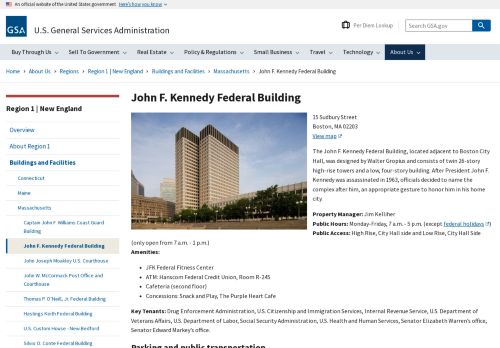 An official website of the United States government Here's how you know
GSA
U.S. General Services Administration
Per Diem Lookup
Search GSA.gov
Buy Through Us
Sell To Government
Real Estate
Policy & Regulations
Small Business
Travel
Technology
About Us
Home › About Us › Regions › Region 1 | New England › Buildings and Facilities › Massachusetts › John F. Kennedy Federal Building
Region 1 | New England
Overview
About Region 1
Buildings and Facilities
Connecticut
Maine
Massachusetts
Captain John F. Williams Coast Guard
Building
John F. Kennedy Federal Building
John Joseph Moakley U.S. Courthouse
John W. McCormack Post Office and
Courthouse
Thomas P. O'Neill, Jr. Federal Building
Hastings Keith Federal Building
U.S. Custom House - New Bedford
Silvio O. Conte Federal Building
John F. Kennedy Federal Building
15 Sudbury Street
Boston, MA 02203
View map
The John F. Kennedy Federal Building, located adjacent to Boston City
Hall, was designed by Walter Gropius and consists of twin 26-story
high-rise towers and a low, four-story building. After President John F.
Kennedy was assassinated in 1963, officials decided to name the
complex after him, an appropriate gesture to honor him in his home
city.
Property Manager: Jim Kelliher
Public Hours: Monday-Friday, 7 a.m. - 5 p.m. (except federal holidays)
Public Access: High Rise, City Hall side and Low Rise, City Hall Side
(only open from 7 a.m. - 1 p.m.)
Amenities:
• JFK Federal Fitness Center
• ATM: Hanscom Federal Credit Union, Room R-245
• Cafeteria (second floor)
• Concessions: Snack and Play, The Purple Heart Cafe
Key Tenants: Drug Enforcement Administration, U.S. Citizenship and Immigration Services, Internal Revenue Service, U.S. Department of
Veterans Affairs, U.S. Department of Labor, Social Security Administration, U.S. Health and Human Services, Senator Elizabeth Warren's office,
Senator Edward Markey's office.
Parking and public transportation